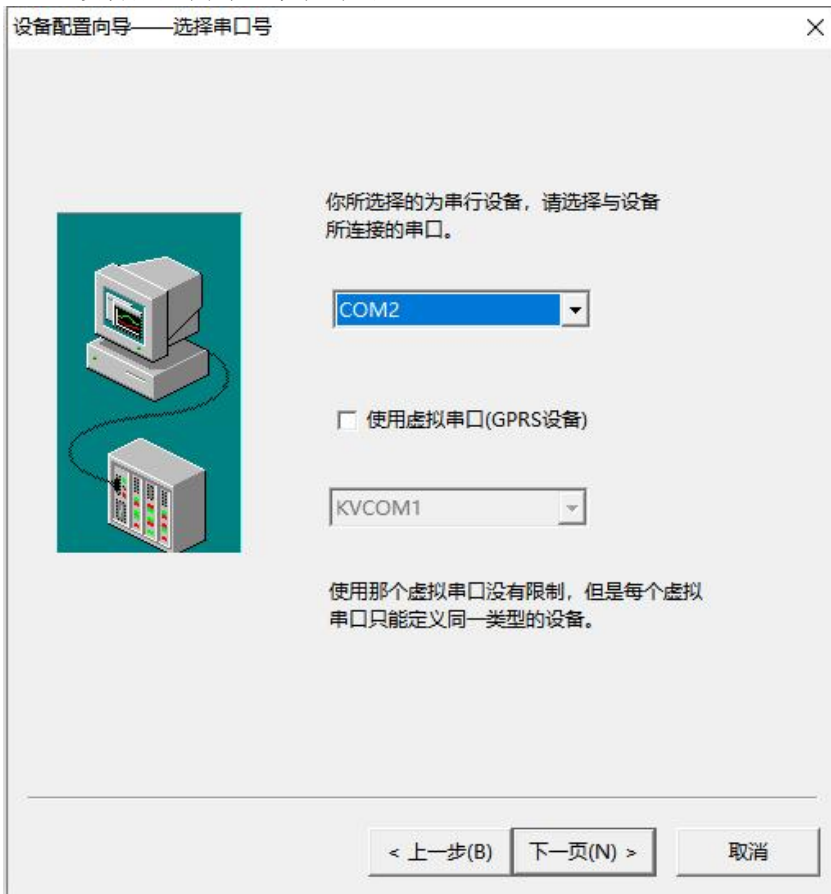 设备配置向导——选择串口号
你所选择的为串行设备，请选择与设备
所连接的串口。
COM2
使用虚拟串口(GPRS设备)
KVCOM1
使用那个虚拟串口没有限制，但是每个虚拟
串口只能定义同一类型的设备。
< 上一步(B)
下一页(N) >
取消